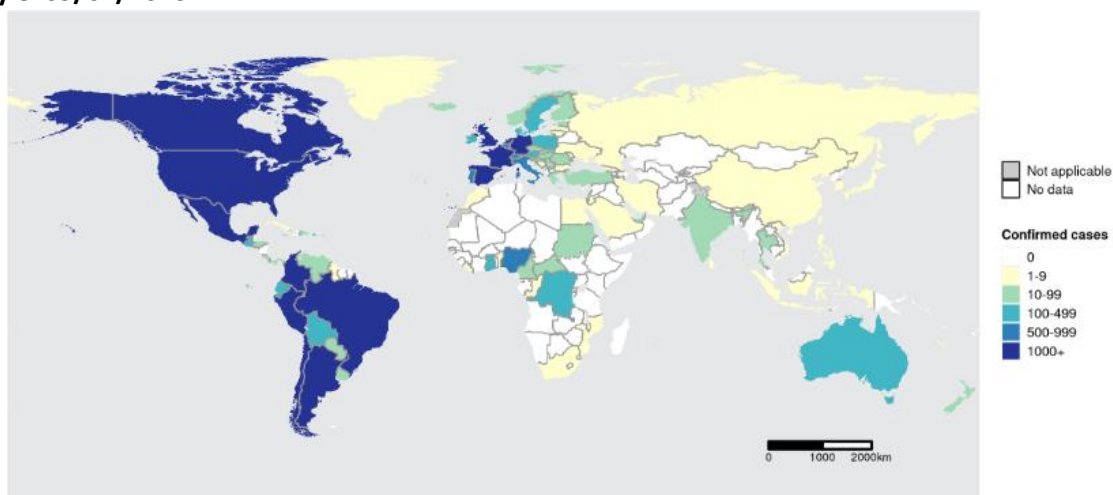 Not applicable
No data
Confirmed cases
0
1-9
10-99
100-499
500-999
1000+
0 1000 2000km